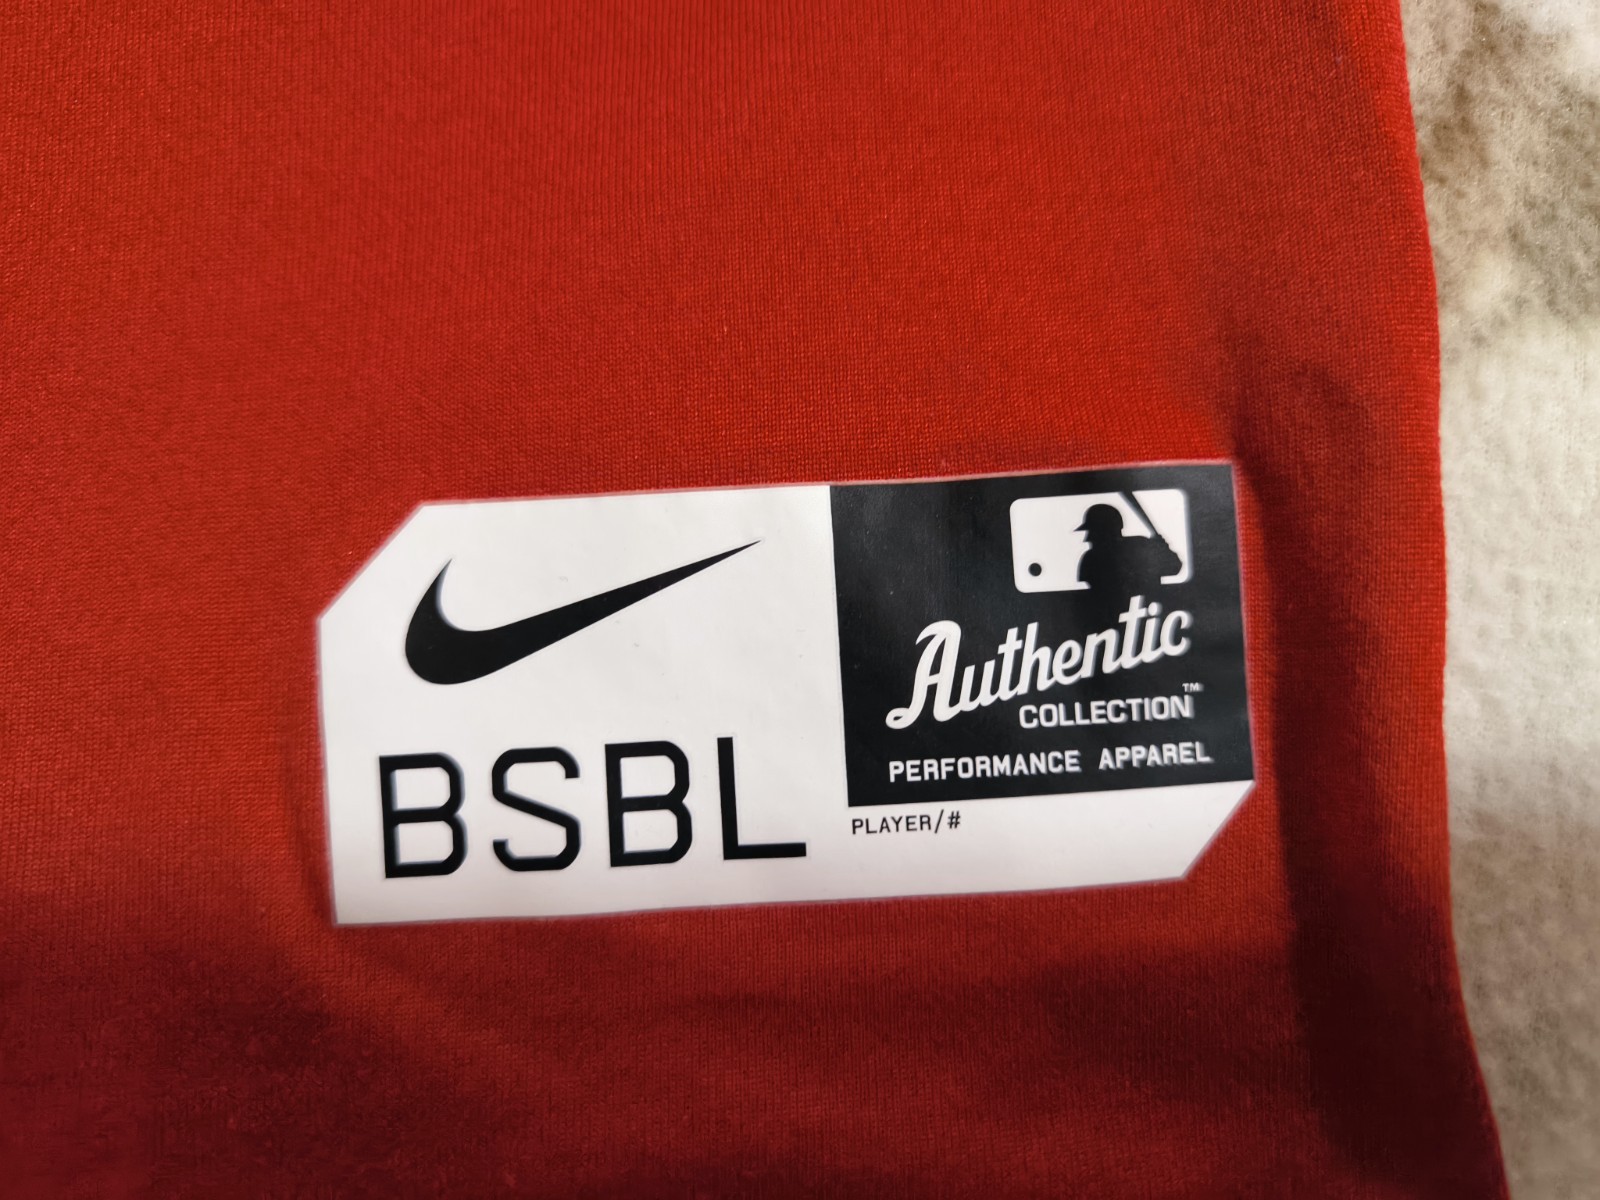 BSBL
Authentic
COLLECTION™
PERFORMANCE APPAREL
PLAYER/#